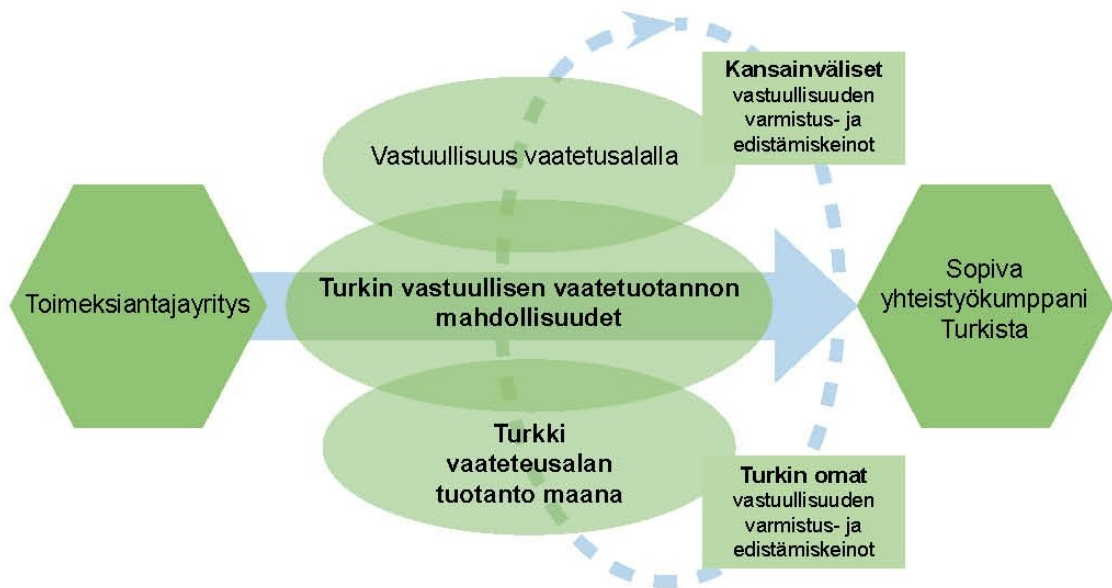 Kansainväliset
vastuullisuuden
varmistus- ja
edistämiskeinot
Vastuullisuus vaatetusalalla
Toimeksiantajayritys
Turkin vastuullisen vaatetuotannon
mahdollisuudet
Sopiva
yhteistyökumppani
Turkista
Turkki
vaateteusalan
tuotanto maana
Turkin omat
vastuullisuuden
varmistus- ja
edistämiskeinot